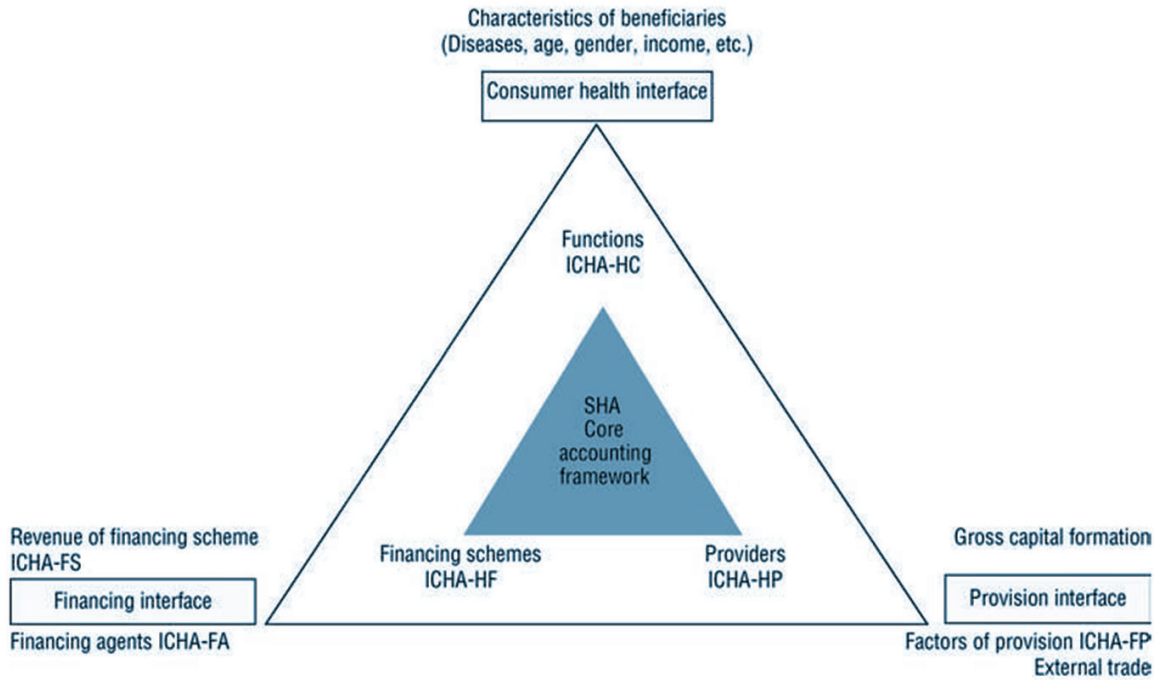 Characteristics of beneficiaries
(Diseases, age, gender, income, etc.)
Consumer health interface
Functions
ICHA-HC
SHA
Core
accounting
framework
Financing schemes
ICHA-HF
Providers
ICHA-HP
Revenue of financing scheme
ICHA-FS
Financing interface
Financing agents ICHA-FA
Gross capital formation
Provision interface
Factors of provision ICHA-FP
External trade